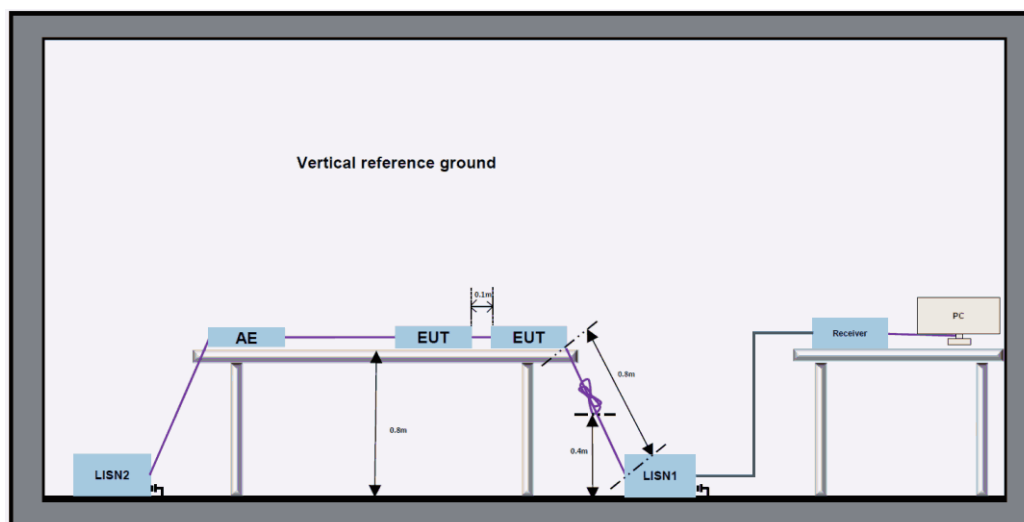 Vertical reference ground
0.1m
PC
AE
EUT
EUT
Receiver
0.8m
0.8m
0.4m
LISN2
LISN1